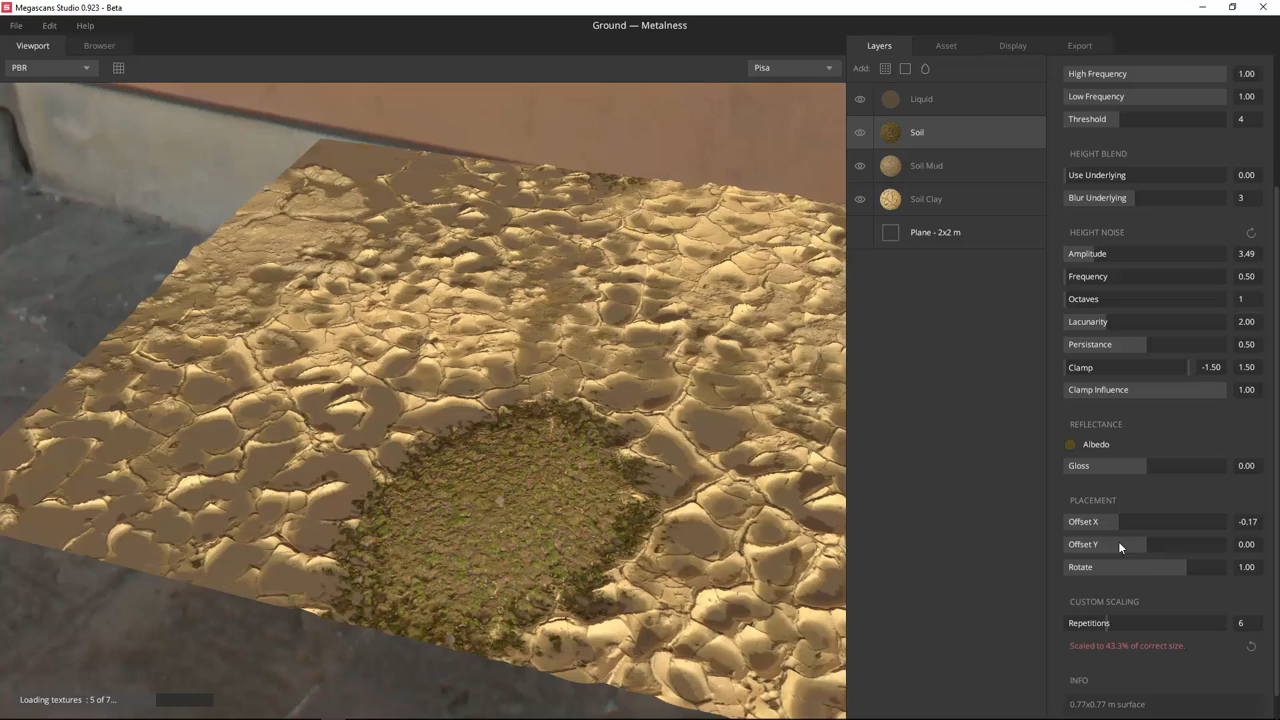 S Megascans Studio 0.923 - Beta
File Edit Help
Ground — Metalness
Viewport Browser
Layers Asset Display Export
PBR
Pisa
Add:
Liquid
Soil
Soil Mud
Soil Clay
Plane - 2x2 m
High Frequency 1.00
Low Frequency 1.00
Threshold 4
HEIGHT BLEND
Use Underlying 0.00
Blur Underlying 3
HEIGHT NOISE
Amplitude 3.49
Frequency 0.50
Octaves 1
Lacunarity 2.00
Persistance 0.50
Clamp -1.50 1.50
Clamp Influence 1.00
REFLECTANCE
Albedo
Gloss 0.00
PLACEMENT
Offset X -0.17
Offset Y 0.00
Rotate 1.00
CUSTOM SCALING
Repetitions 6
Scaled to 43.3% of correct size.
INFO
0.77x0.77 m surface
Loading textures : 5 of 7...